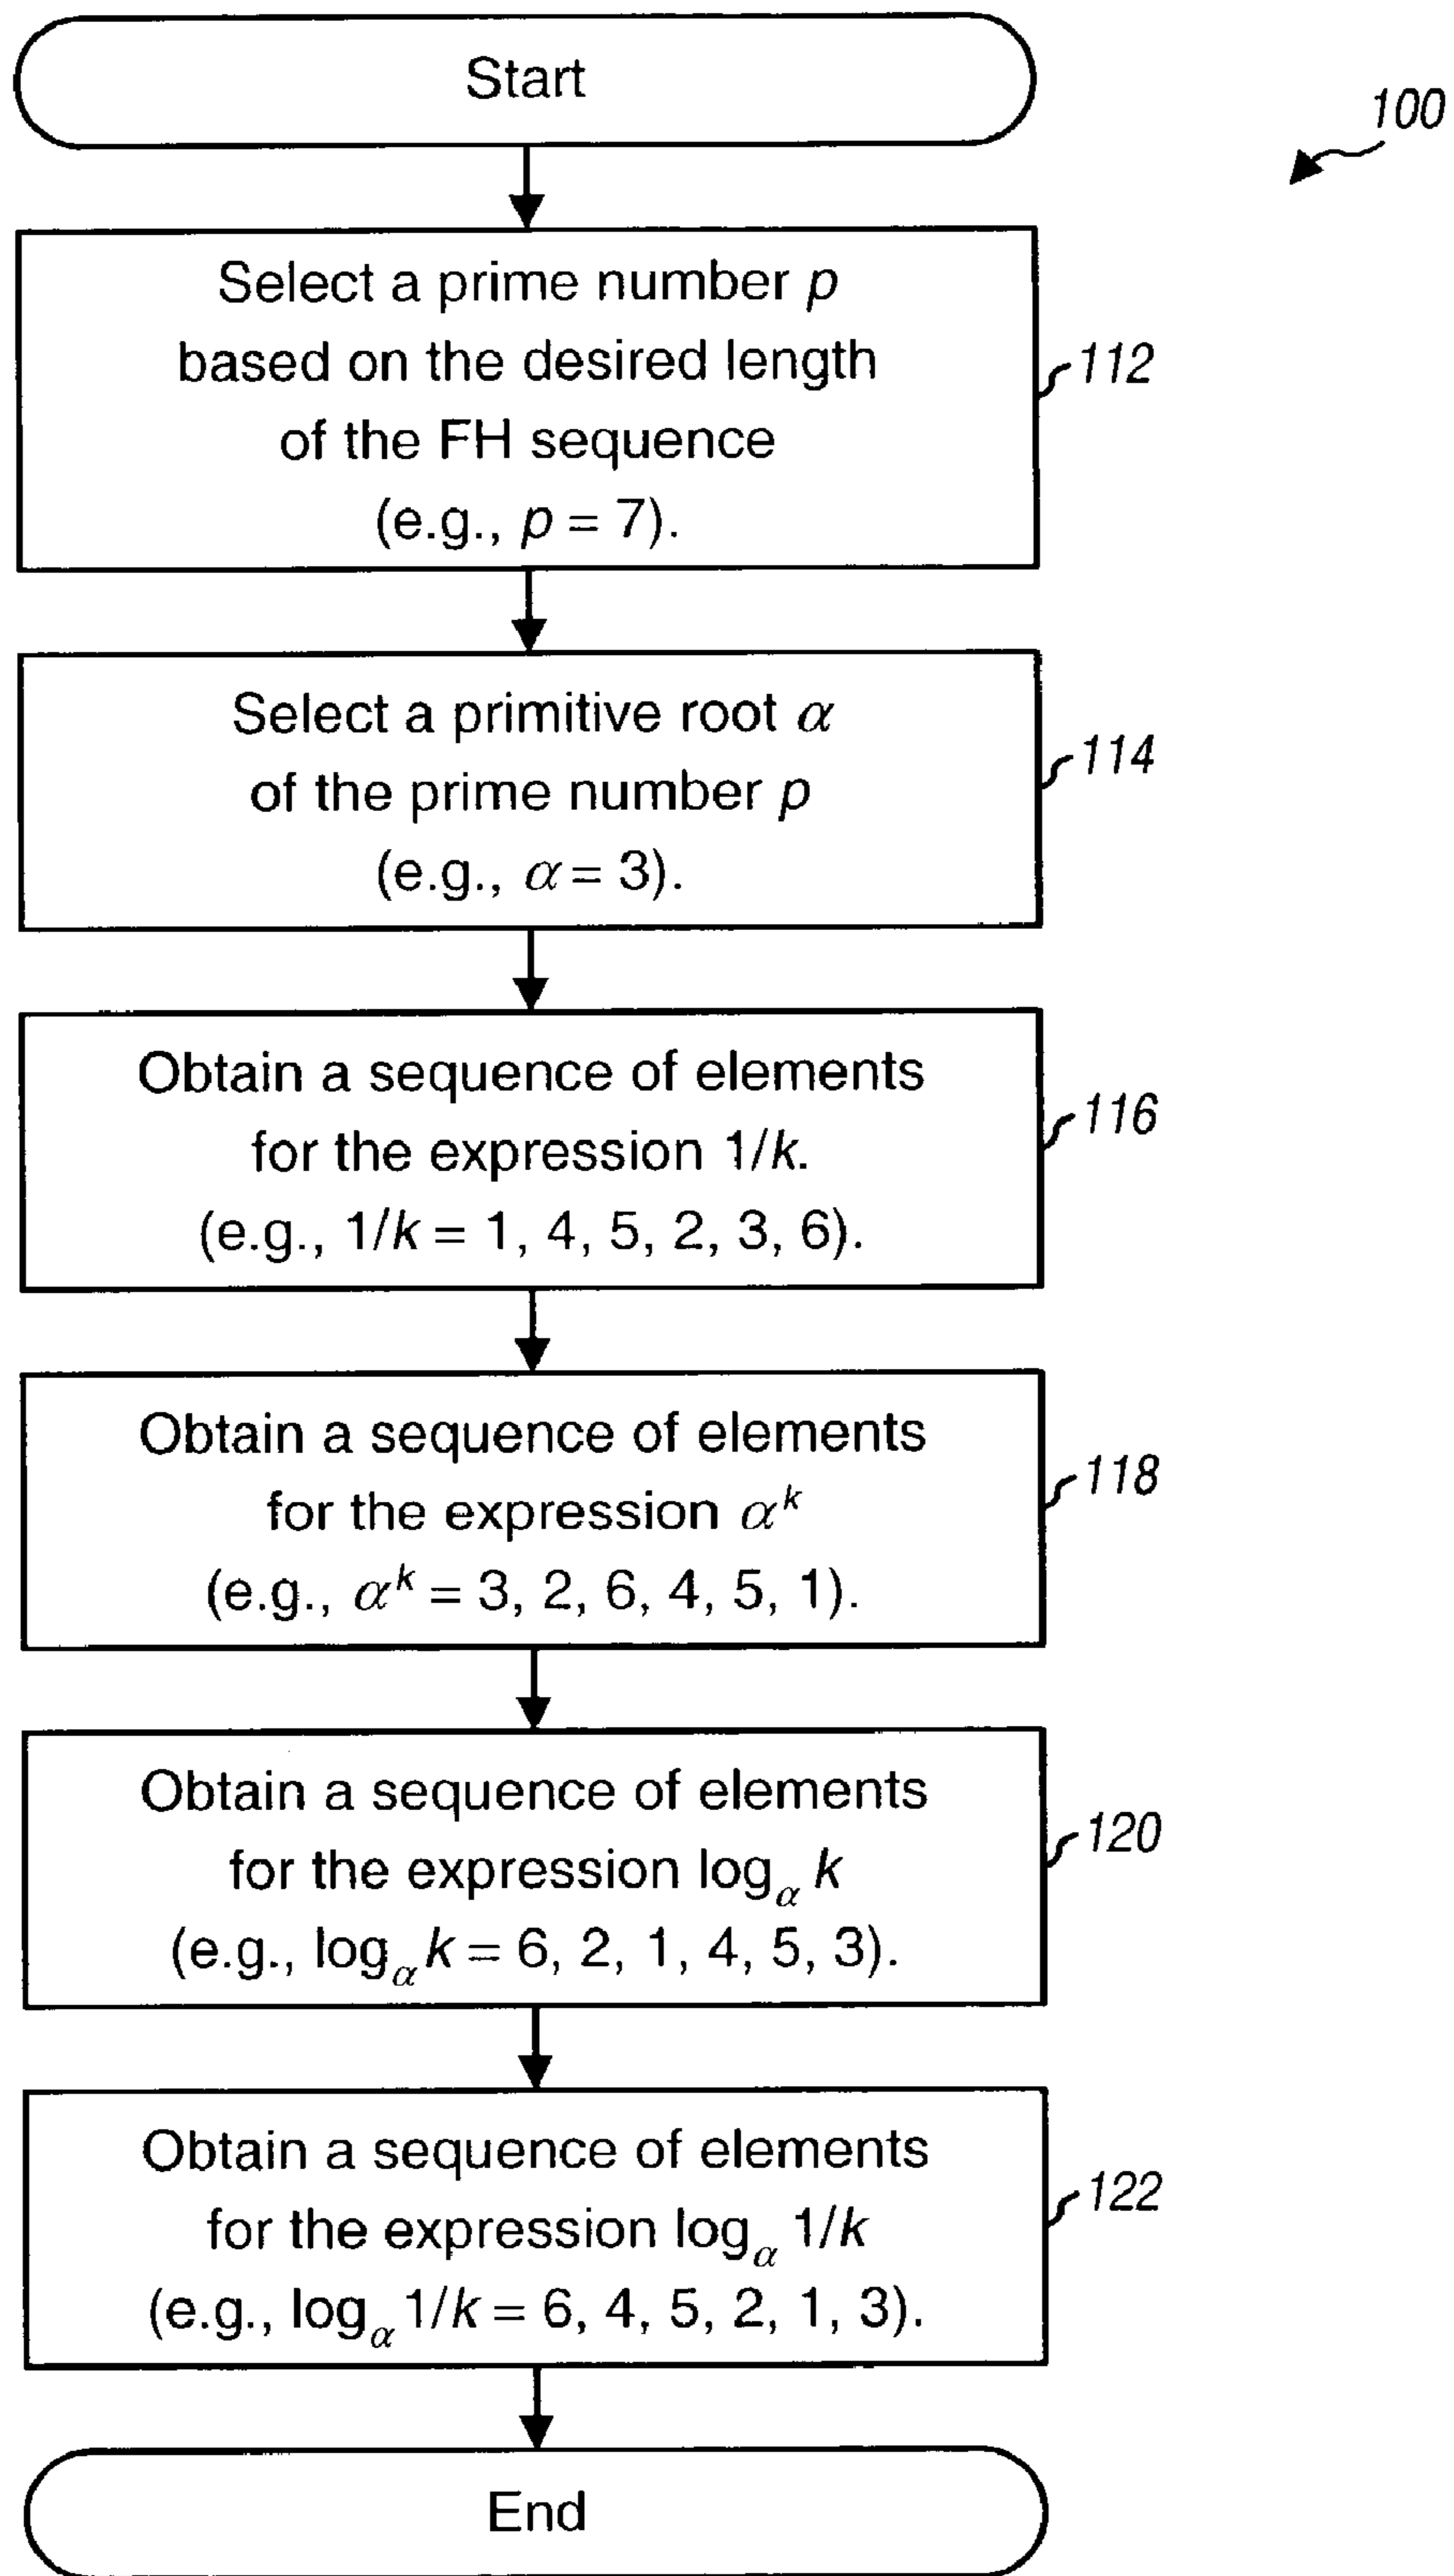 Start
100
Select a prime number p
based on the desired length
of the FH sequence
(e.g., p = 7).
112
Select a primitive root α
of the prime number p
(e.g., α = 3).
114
Obtain a sequence of elements
for the expression 1/k.
(e.g., 1/k = 1, 4, 5, 2, 3, 6).
116
Obtain a sequence of elements
for the expression α^k
(e.g., α^k = 3, 2, 6, 4, 5, 1).
118
Obtain a sequence of elements
for the expression log_α k
(e.g., log_α k = 6, 2, 1, 4, 5, 3).
120
Obtain a sequence of elements
for the expression log_α 1/k
(e.g., log_α 1/k = 6, 4, 5, 2, 1, 3).
122
End